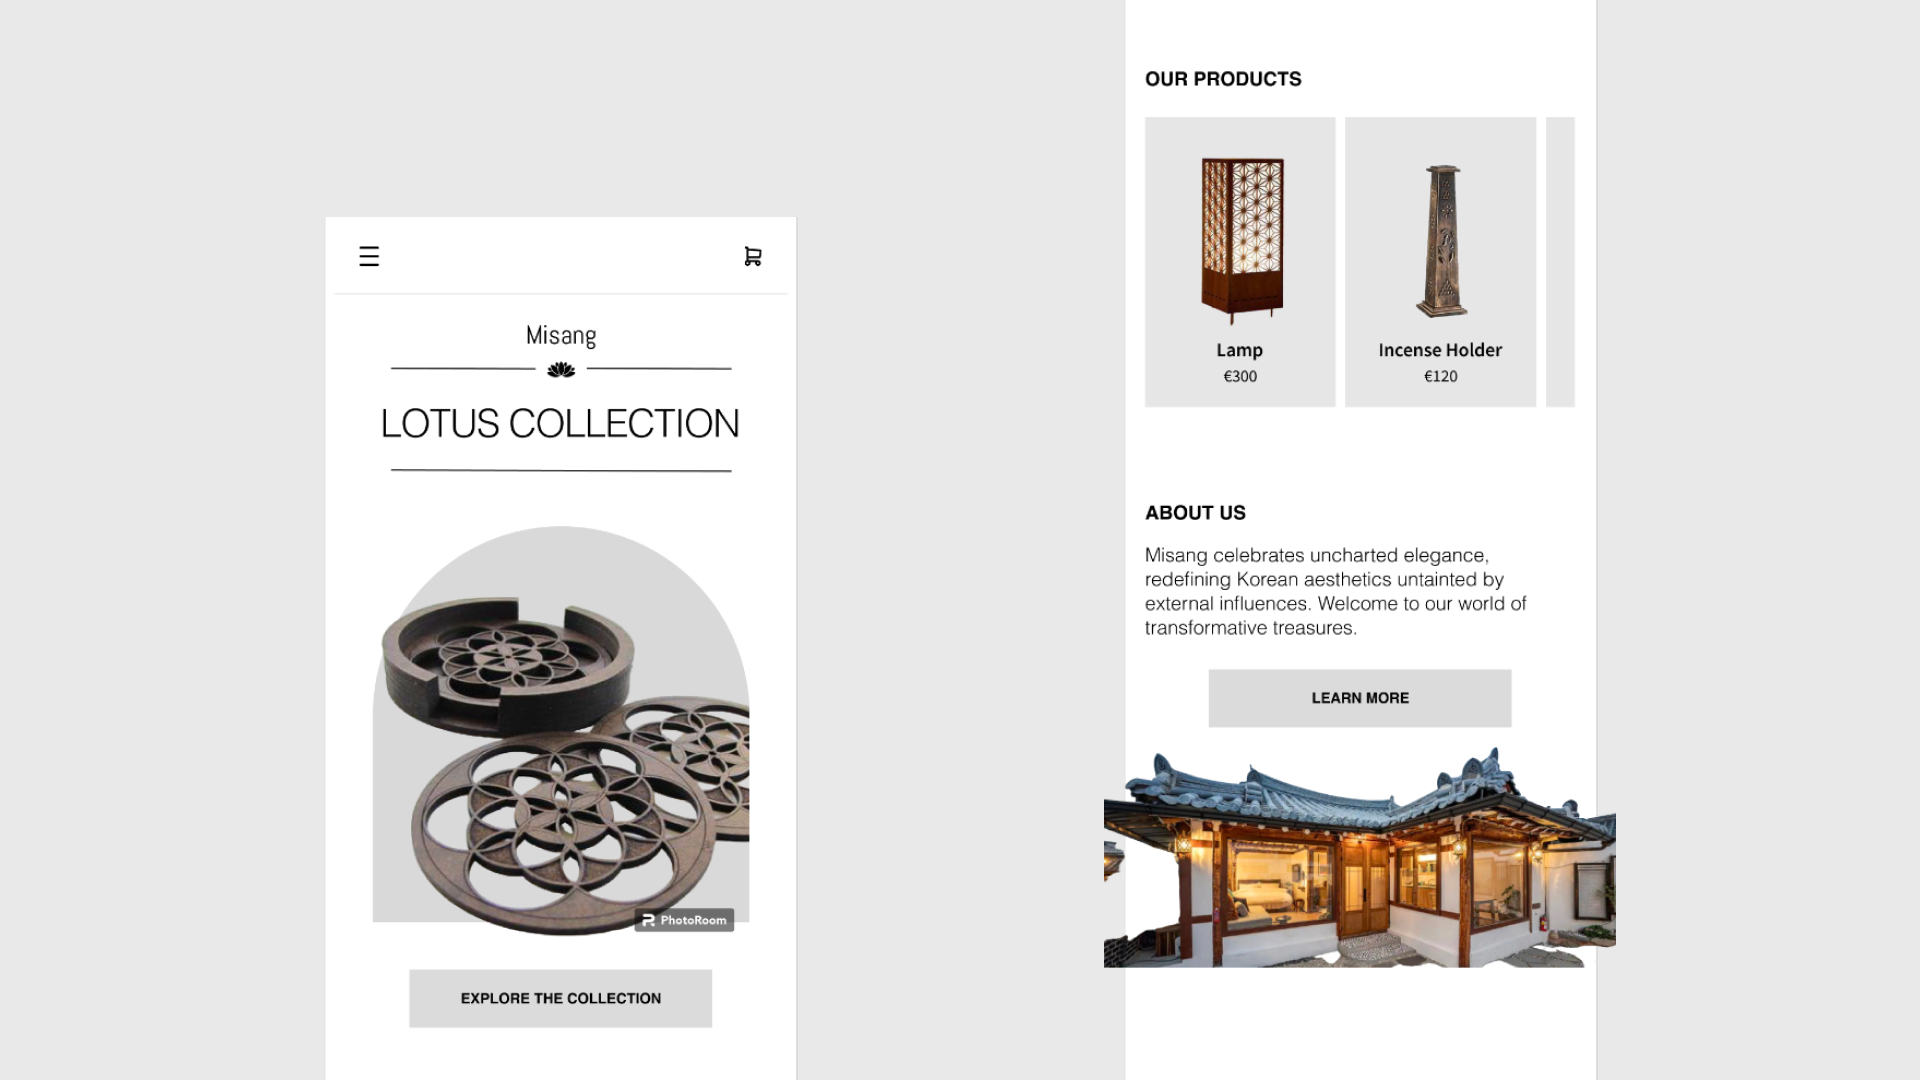 Misang
LOTUS COLLECTION
PhotoRoom
EXPLORE THE COLLECTION
OUR PRODUCTS
Lamp
€300
Incense Holder
€120
ABOUT US
Misang celebrates uncharted elegance,
redefining Korean aesthetics untainted by
external influences. Welcome to our world of
transformative treasures.
LEARN MORE